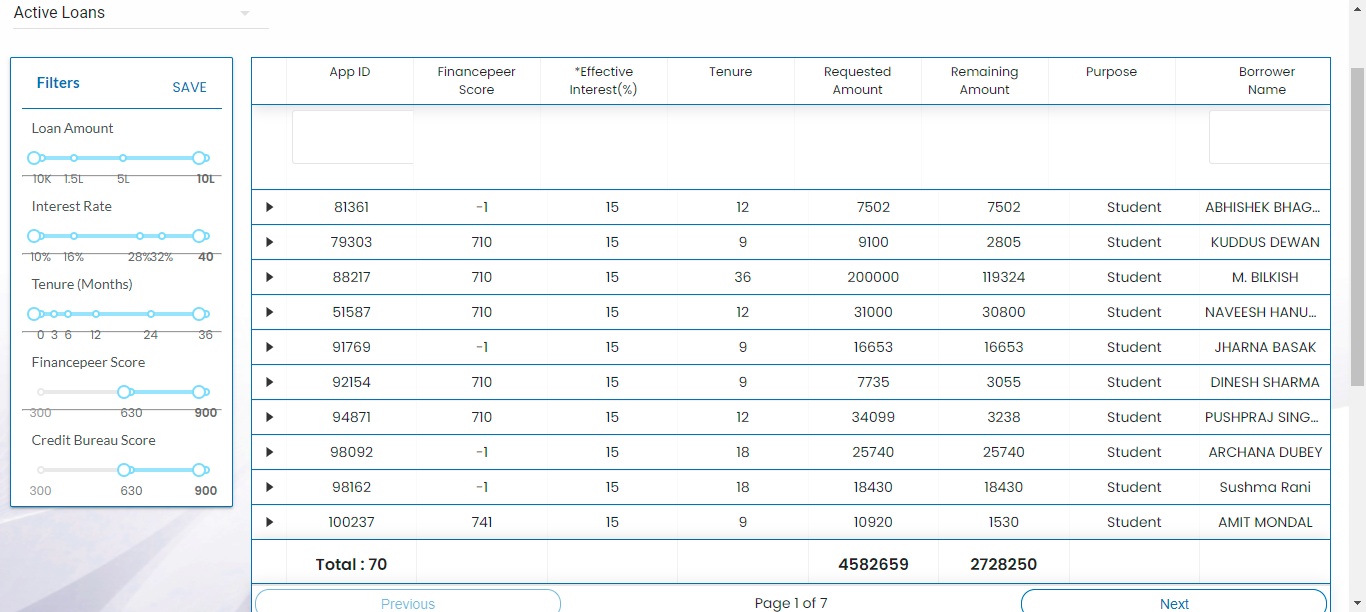 Active Loans
Filters SAVE
Loan Amount
10K 1.5L 5L 10L
Interest Rate
10% 16% 28% 32% 40
Tenure (Months)
0 3 6 12 24 36
Financepeer Score
300 630 900
Credit Bureau Score
300 630 900
App ID Financepeer Score *Effective Interest(%) Tenure Requested Amount Remaining Amount Purpose Borrower Name
81361 -1 15 12 7502 7502 Student ABHISHEK BHAG...
79303 710 15 9 9100 2805 Student KUDDUS DEWAN
88217 710 15 36 200000 119324 Student M. BILKISH
51587 710 15 12 31000 30800 Student NAVEESH HANU...
91769 -1 15 9 16653 16653 Student JHARNA BASAK
92154 710 15 9 7735 3055 Student DINESH SHARMA
94871 710 15 12 34099 3238 Student PUSHPRAJ SING...
98092 -1 15 18 25740 25740 Student ARCHANA DUBEY
98162 -1 15 18 18430 18430 Student Sushma Rani
100237 741 15 9 10920 1530 Student AMIT MONDAL
Total : 70 4582659 2728250
Previous Page 1 of 7 Next